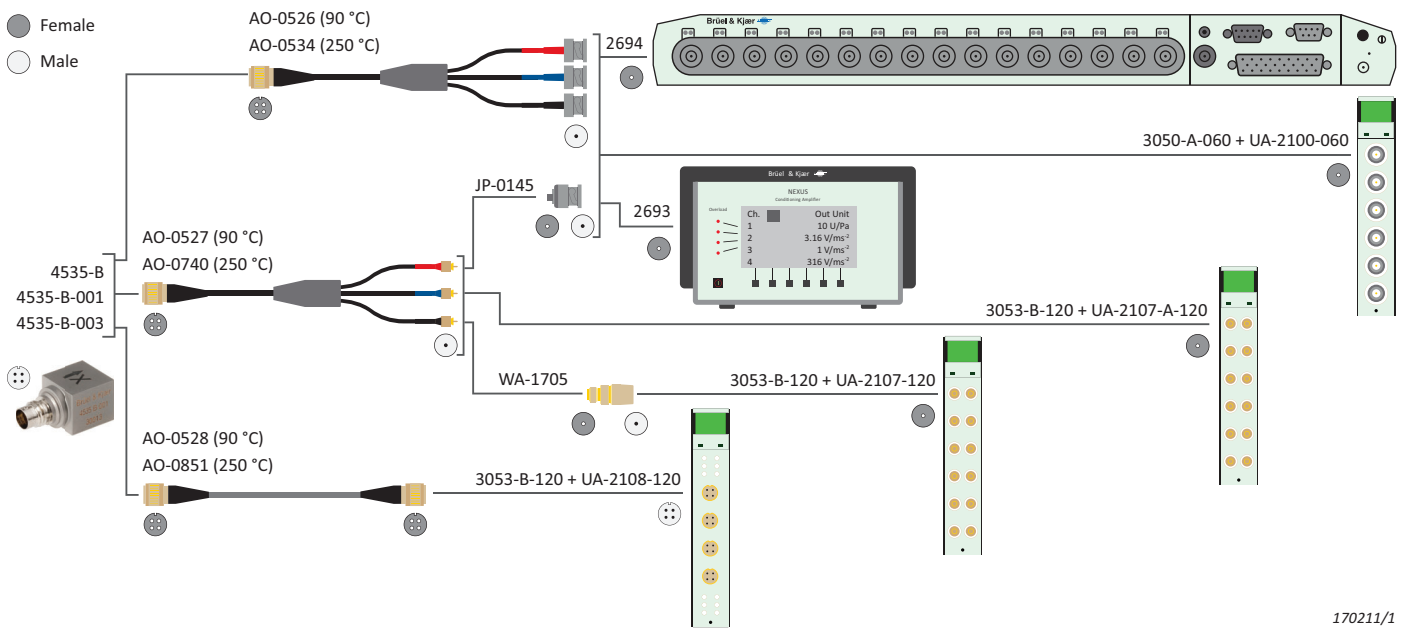 Female
Male
AO-0526 (90 °C)
AO-0534 (250 °C)
2694
Brüel & Kjær
3050-A-060 + UA-2100-060
JP-0145
2693
Brüel & Kjær
NEXUS
Conditioning Amplifier
Overload
Ch. Out Unit
1 10 U/Pa
2 3.16 V/ms⁻²
3 1 V/ms⁻²
4 316 V/ms⁻²
AO-0527 (90 °C)
AO-0740 (250 °C)
4535-B
4535-B-001
4535-B-003
3053-B-120 + UA-2107-A-120
WA-1705
3053-B-120 + UA-2107-120
X
AO-0528 (90 °C)
AO-0851 (250 °C)
3053-B-120 + UA-2108-120
170211/1